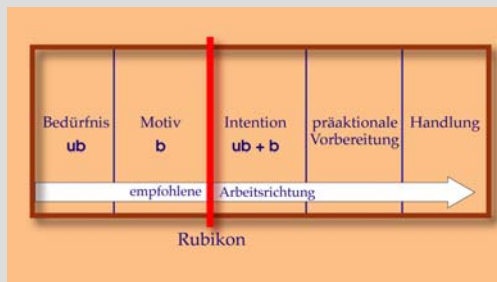 Bedürfnis
ub
Motiv
b
Intention
ub + b
präaktionale
Vorbereitung
Handlung
empfohlene Arbeitsrichtung
Rubikon